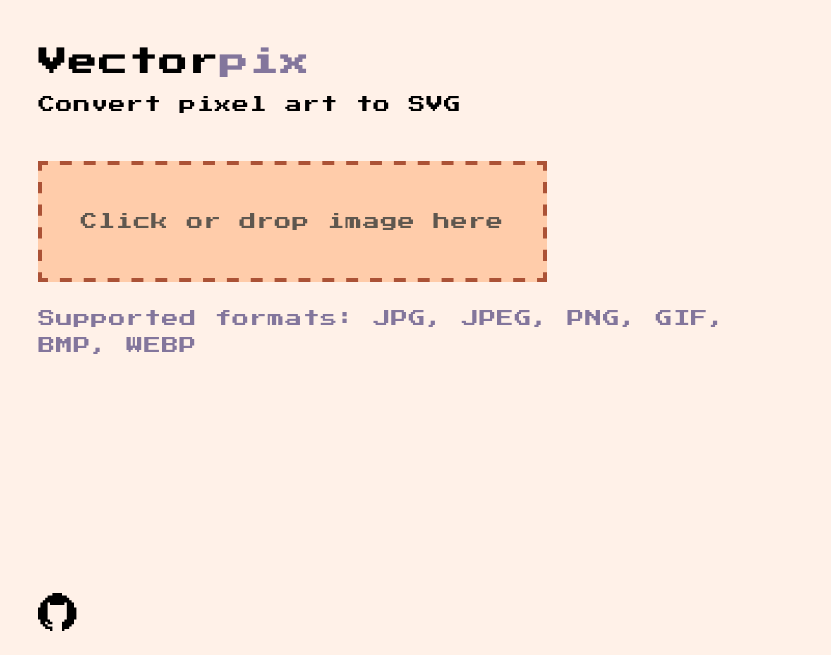 Vectorpix
Convert pixel art to SVG
Click or drop image here
Supported formats: JPG, JPEG, PNG, GIF,
BMP, WEBP